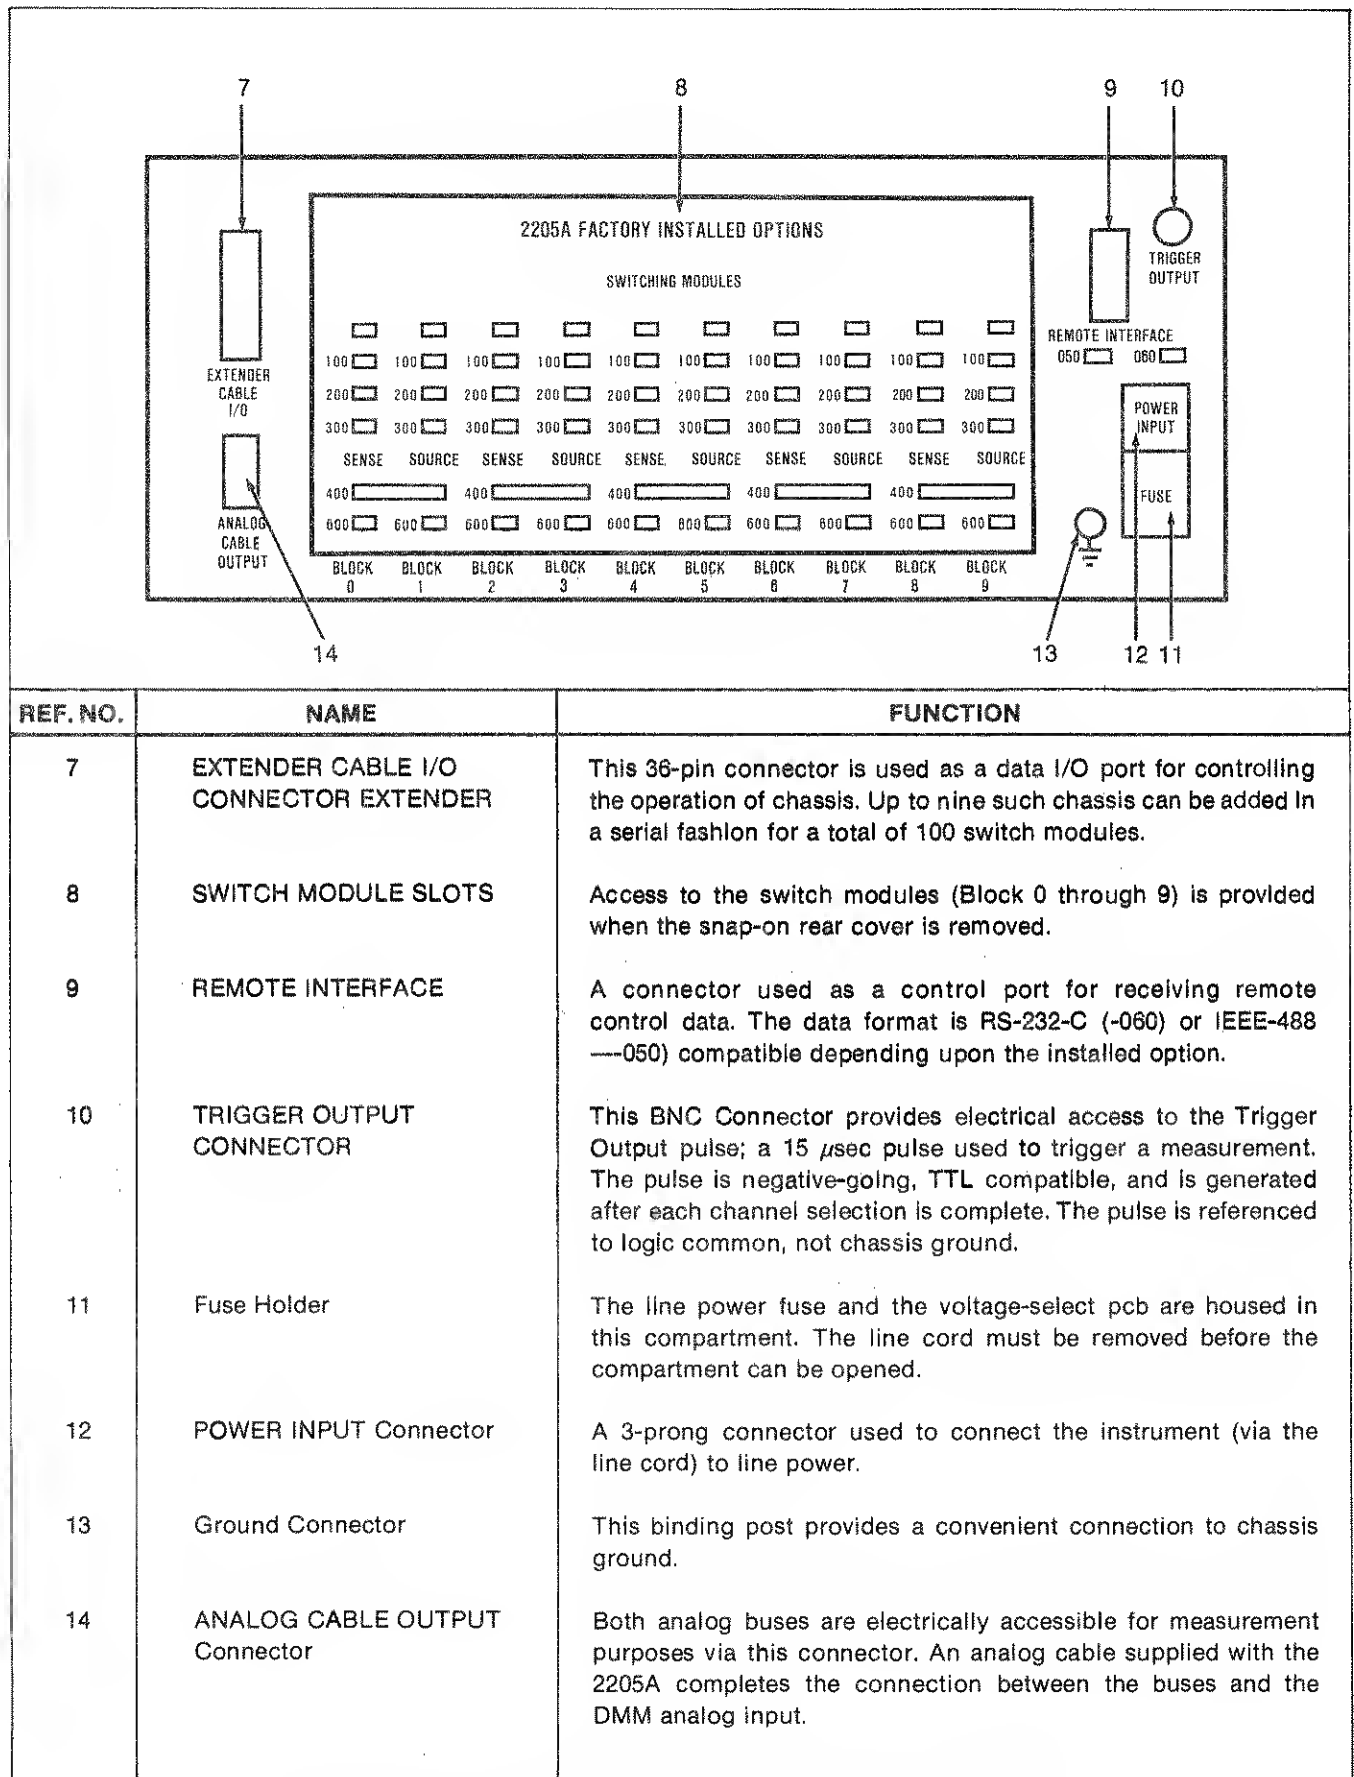 7 8 9 10
2205A FACTORY INSTALLED OPTIONS
SWITCHING MODULES
TRIGGER
OUTPUT
REMOTE INTERFACE
050 060
EXTENDER
CABLE
I/O
100 100 100 100 100 100 100 100 100 100
200 200 200 200 200 200 200 200 200 200
300 300 300 300 300 300 300 300 300 300
SENSE SOURCE SENSE SOURCE SENSE SOURCE SENSE SOURCE SENSE SOURCE
400 400 400 400 400
600 600 600 600 600 600 600 600 600 600
POWER
INPUT
FUSE
ANALOG
CABLE
OUTPUT
BLOCK BLOCK BLOCK BLOCK BLOCK BLOCK BLOCK BLOCK BLOCK BLOCK
0 1 2 3 4 5 6 7 8 9
14 13 12 11
REF. NO. NAME FUNCTION
7 EXTENDER CABLE I/O This 36-pin connector is used as a data I/O port for controlling
CONNECTOR EXTENDER the operation of chassis. Up to nine such chassis can be added in
a serial fashion for a total of 100 switch modules.
8 SWITCH MODULE SLOTS Access to the switch modules (Block 0 through 9) is provided
when the snap-on rear cover is removed.
9 REMOTE INTERFACE A connector used as a control port for receiving remote
control data. The data format is RS-232-C (-060) or IEEE-488
—-050) compatible depending upon the installed option.
10 TRIGGER OUTPUT This BNC Connector provides electrical access to the Trigger
CONNECTOR Output pulse; a 15 μsec pulse used to trigger a measurement.
The pulse is negative-going, TTL compatible, and is generated
after each channel selection is complete. The pulse is referenced
to logic common, not chassis ground.
11 Fuse Holder The line power fuse and the voltage-select pcb are housed in
this compartment. The line cord must be removed before the
compartment can be opened.
12 POWER INPUT Connector A 3-prong connector used to connect the instrument (via the
line cord) to line power.
13 Ground Connector This binding post provides a convenient connection to chassis
ground.
14 ANALOG CABLE OUTPUT Both analog buses are electrically accessible for measurement
Connector purposes via this connector. An analog cable supplied with the
2205A completes the connection between the buses and the
DMM analog input.